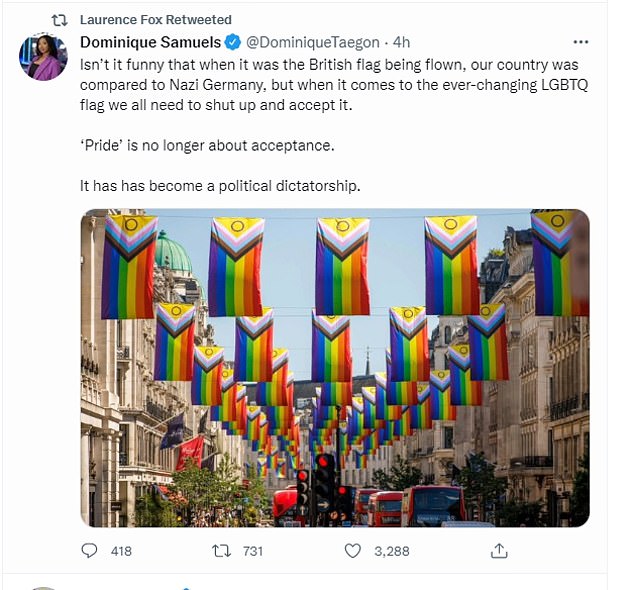 Laurence Fox Retweeted
Dominique Samuels @DominiqueTaegon · 4h
Isn't it funny that when it was the British flag being flown, our country was
compared to Nazi Germany, but when it comes to the ever-changing LGBTQ
flag we all need to shut up and accept it.
'Pride' is no longer about acceptance.
It has has become a political dictatorship.
418 731 3,288